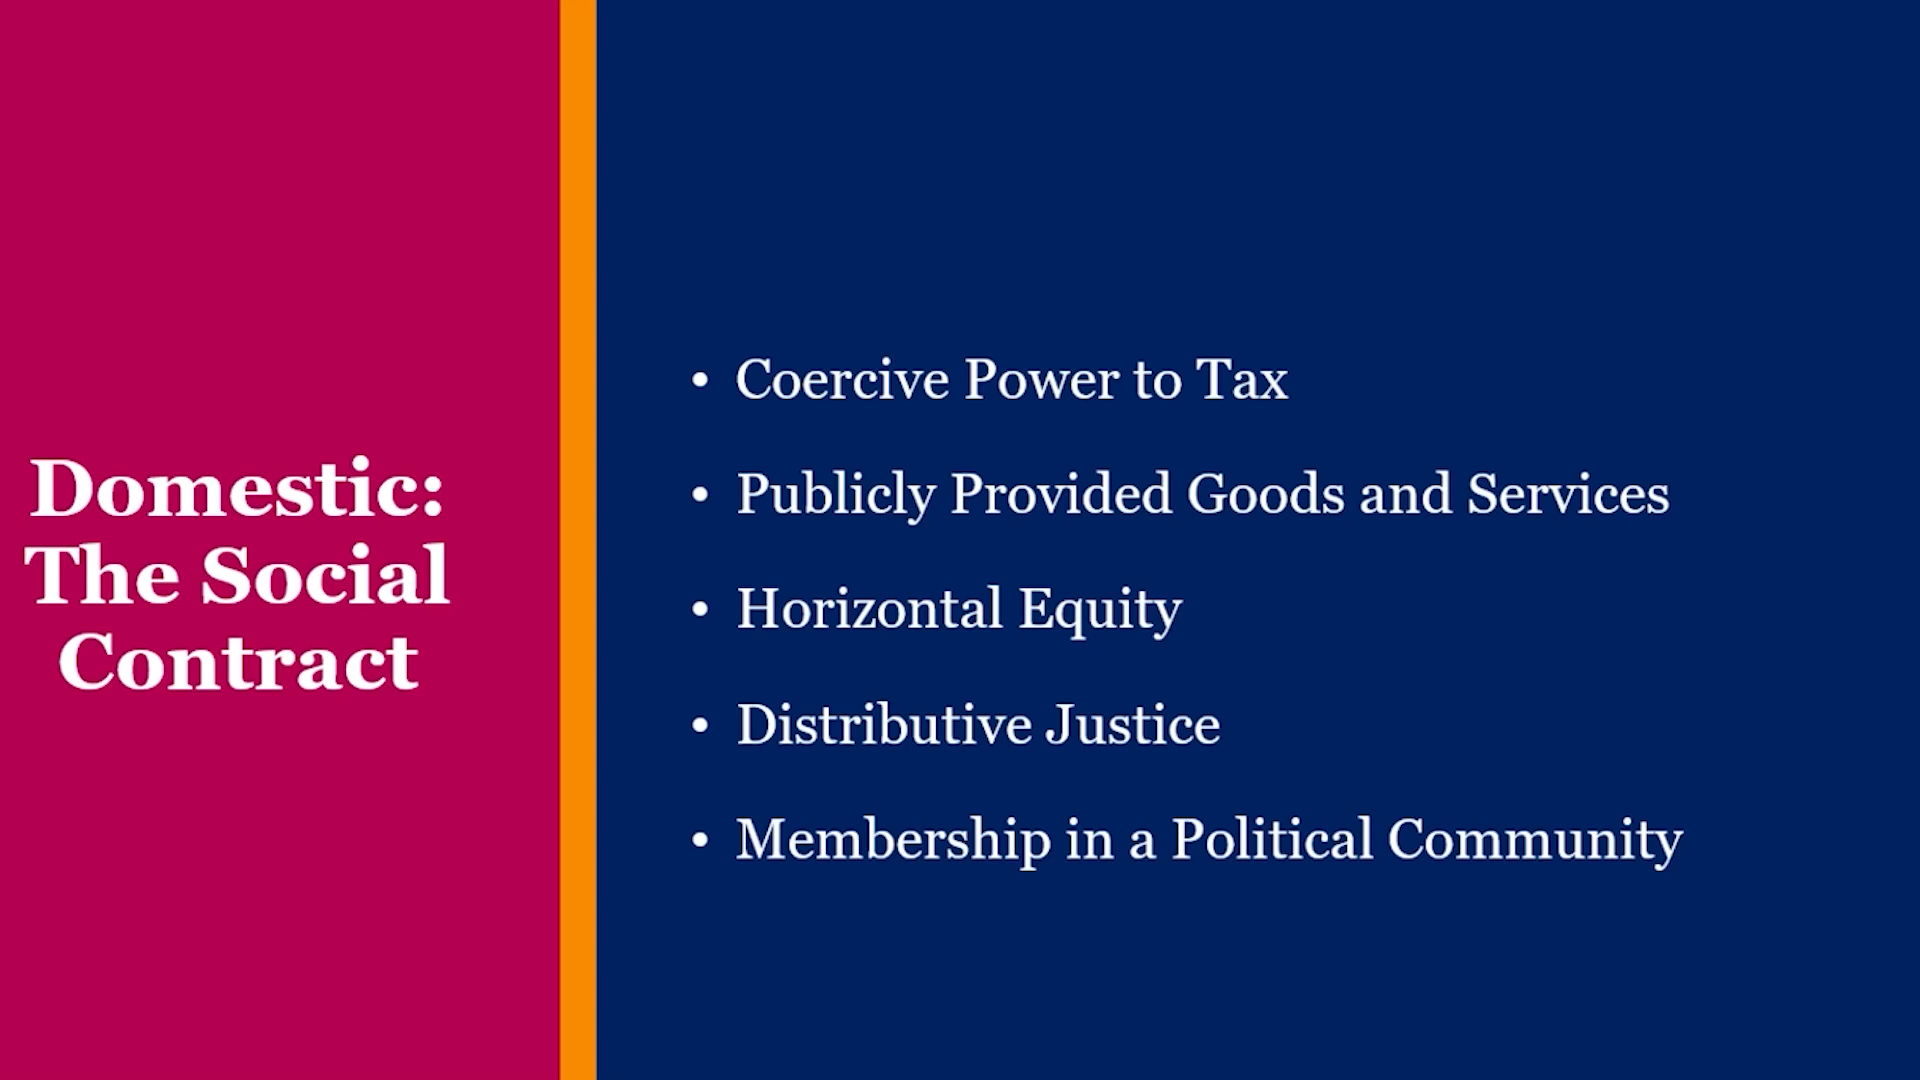 Domestic:
The Social
Contract
• Coercive Power to Tax
• Publicly Provided Goods and Services
• Horizontal Equity
• Distributive Justice
• Membership in a Political Community